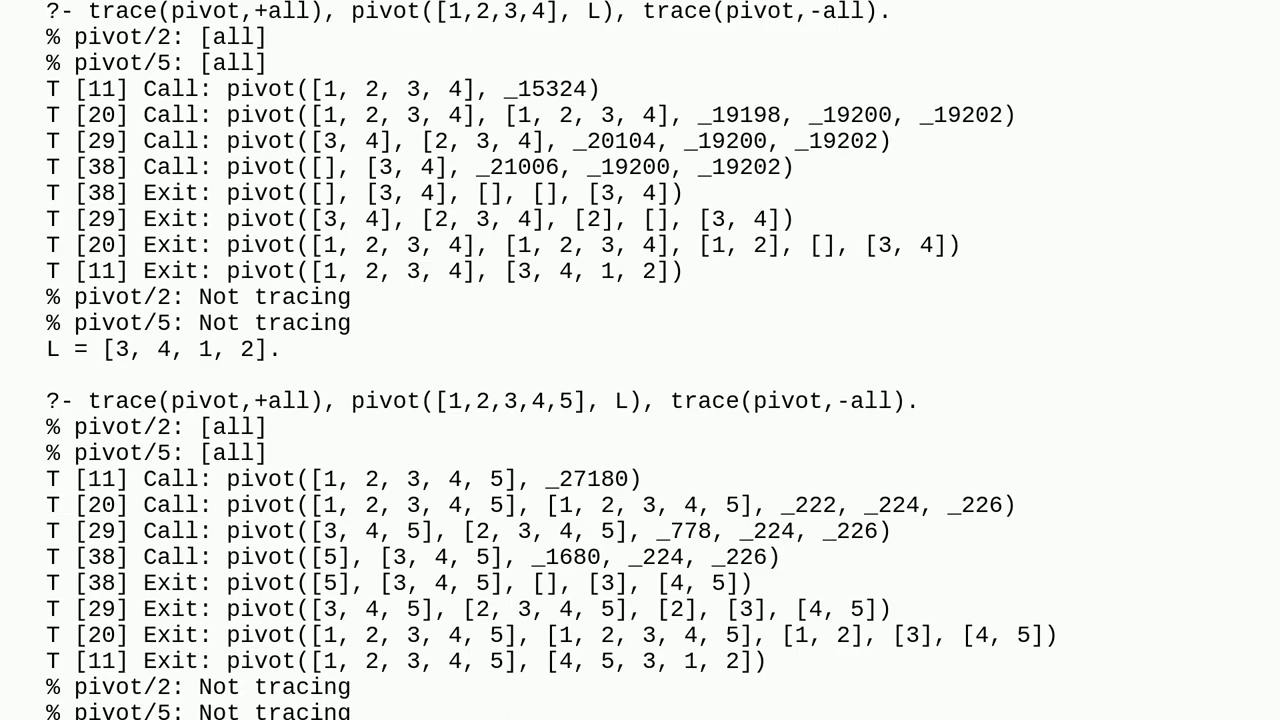 ?- trace(pivot,+all), pivot([1,2,3,4], L), trace(pivot,-all).
% pivot/2: [all]
% pivot/5: [all]
T [11] Call: pivot([1, 2, 3, 4], _15324)
T [20] Call: pivot([1, 2, 3, 4], [1, 2, 3, 4], _19198, _19200, _19202)
T [29] Call: pivot([3, 4], [2, 3, 4], _20104, _19200, _19202)
T [38] Call: pivot([], [3, 4], _21006, _19200, _19202)
T [38] Exit: pivot([], [3, 4], [], [], [3, 4])
T [29] Exit: pivot([3, 4], [2, 3, 4], [2], [], [3, 4])
T [20] Exit: pivot([1, 2, 3, 4], [1, 2, 3, 4], [1, 2], [], [3, 4])
T [11] Exit: pivot([1, 2, 3, 4], [3, 4, 1, 2])
% pivot/2: Not tracing
% pivot/5: Not tracing
L = [3, 4, 1, 2].
?- trace(pivot,+all), pivot([1,2,3,4,5], L), trace(pivot,-all).
% pivot/2: [all]
% pivot/5: [all]
T [11] Call: pivot([1, 2, 3, 4, 5], _27180)
T [20] Call: pivot([1, 2, 3, 4, 5], [1, 2, 3, 4, 5], _222, _224, _226)
T [29] Call: pivot([3, 4, 5], [2, 3, 4, 5], _778, _224, _226)
T [38] Call: pivot([5], [3, 4, 5], _1680, _224, _226)
T [38] Exit: pivot([5], [3, 4, 5], [], [3], [4, 5])
T [29] Exit: pivot([3, 4, 5], [2, 3, 4, 5], [2], [3], [4, 5])
T [20] Exit: pivot([1, 2, 3, 4, 5], [1, 2, 3, 4, 5], [1, 2], [3], [4, 5])
T [11] Exit: pivot([1, 2, 3, 4, 5], [4, 5, 3, 1, 2])
% pivot/2: Not tracing
% pivot/5: Not tracing